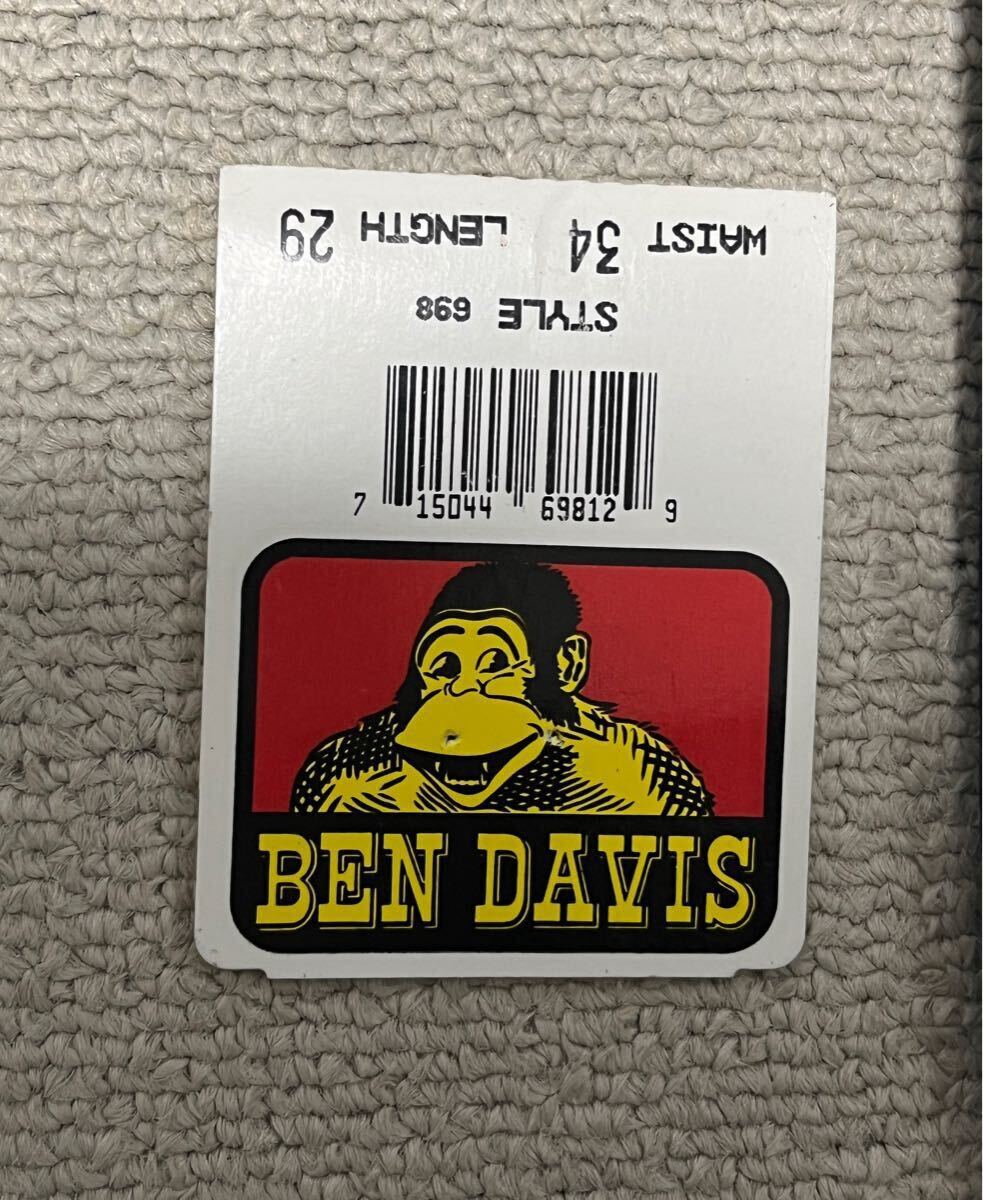 WAIST 34 LENGTH 29
STYLE 698
7 15044 69812 9
BEN DAVIS